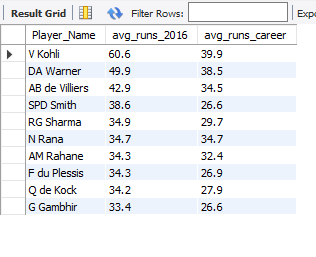 Result Grid Filter Rows: Expo
Player_Name avg_runs_2016 avg_runs_career
V Kohli 60.6 39.9
DA Warner 49.9 38.5
AB de Villiers 42.9 34.5
SPD Smith 38.6 26.6
RG Sharma 34.9 29.7
N Rana 34.7 34.7
AM Rahane 34.3 32.4
F du Plessis 34.3 26.9
Q de Kock 34.2 27.9
G Gambhir 33.4 26.6